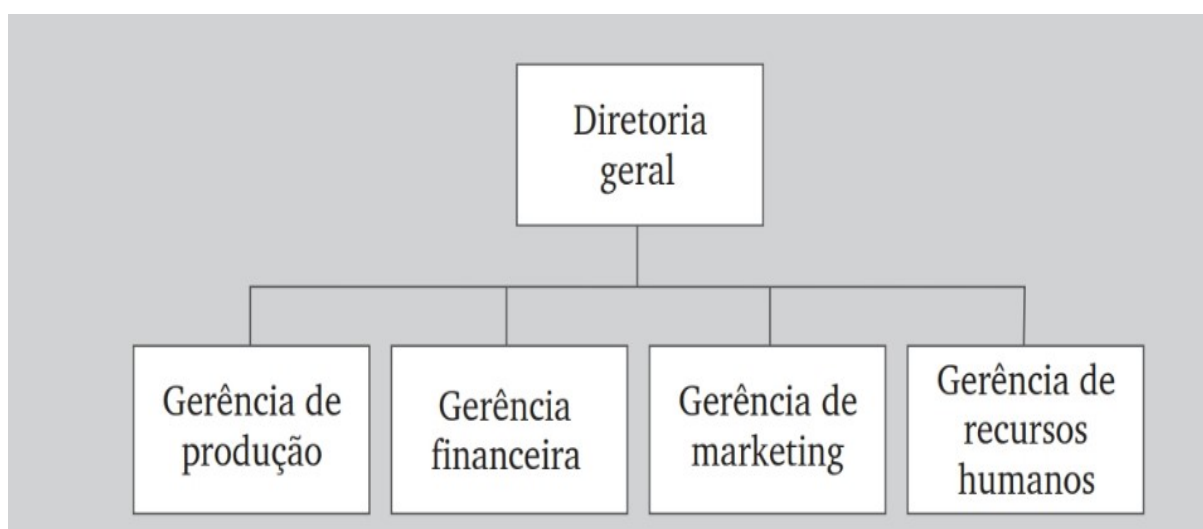 Diretoria
geral
Gerência de
produção
Gerência
financeira
Gerência de
marketing
Gerência de
recursos
humanos